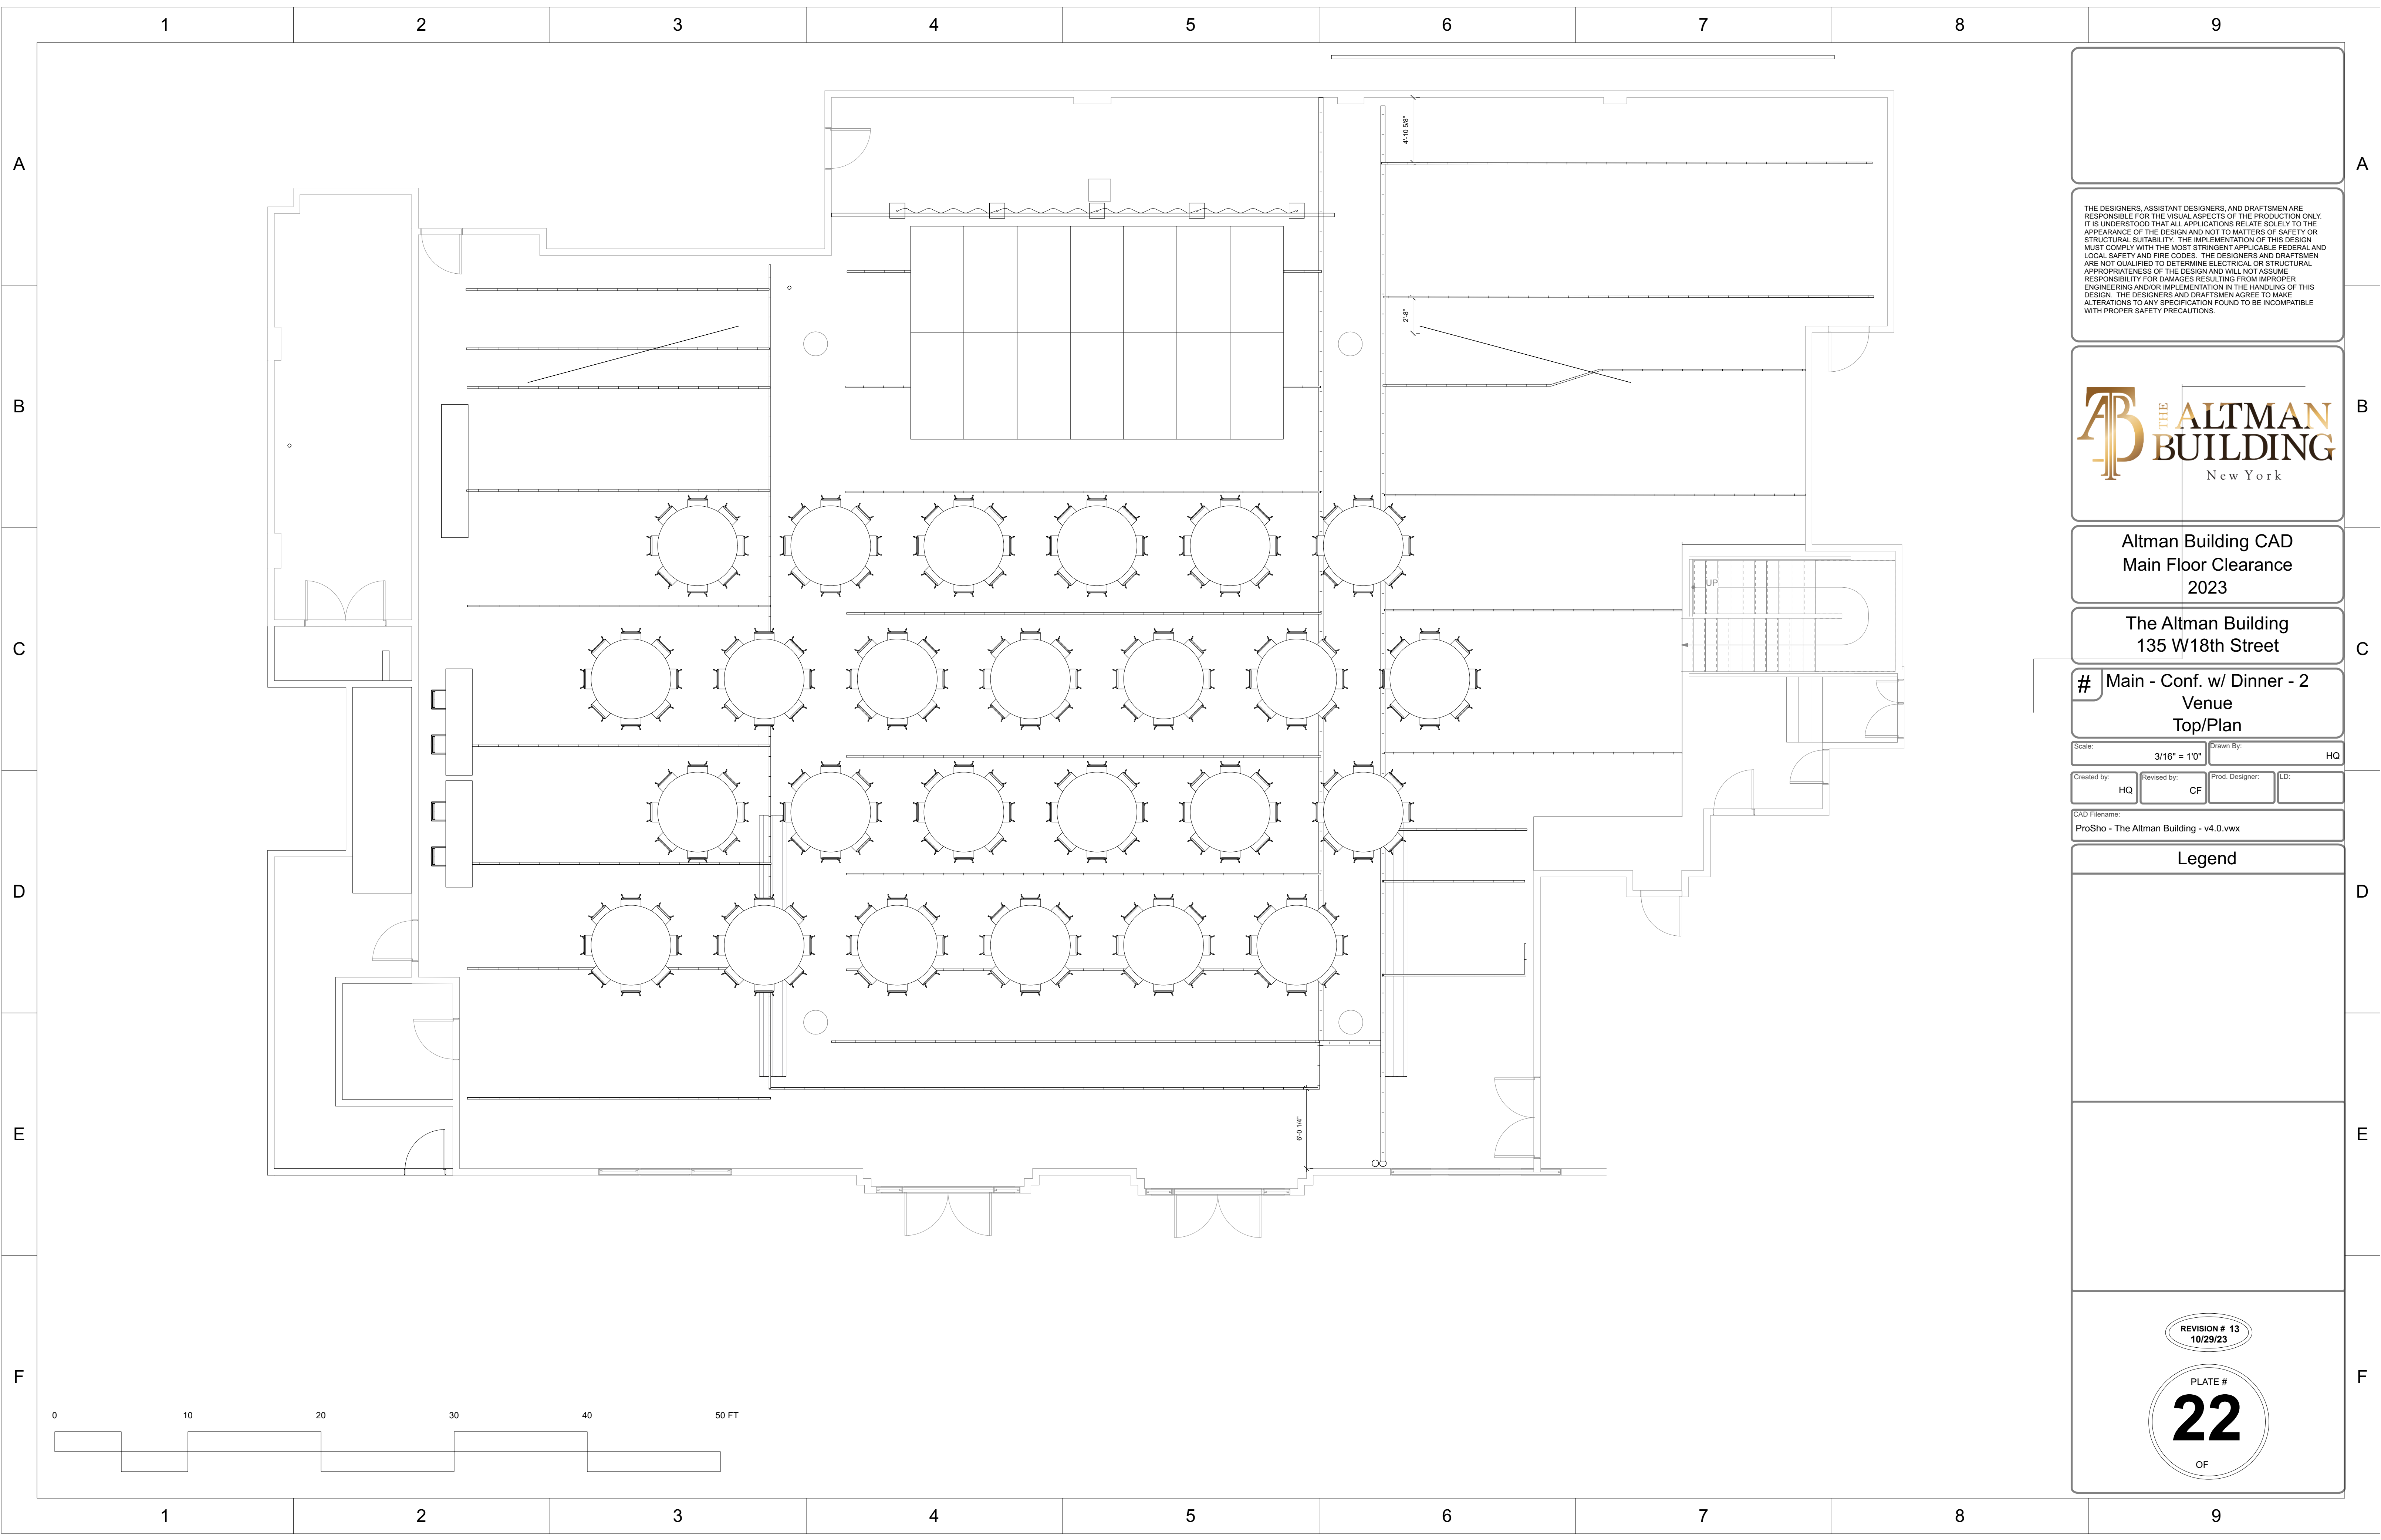 1 2 3 4 5 6 7 8 9
A A
B B
C C
D D
E E
F F
4'-10 5/8"
2'-8"
UP
6'-0 1/4"
0 10 20 30 40 50 FT
1 2 3 4 5 6 7 8 9
THE DESIGNERS, ASSISTANT DESIGNERS, AND DRAFTSMEN ARE
RESPONSIBLE FOR THE VISUAL ASPECTS OF THE PRODUCTION ONLY.
IT IS UNDERSTOOD THAT ALL APPLICATIONS RELATE SOLELY TO THE
APPEARANCE OF THE DESIGN AND NOT TO MATTERS OF SAFETY OR
STRUCTURAL SUITABILITY. THE IMPLEMENTATION OF THIS DESIGN
MUST COMPLY WITH THE MOST STRINGENT APPLICABLE FEDERAL AND
LOCAL SAFETY AND FIRE CODES. THE DESIGNERS AND DRAFTSMEN
ARE NOT QUALIFIED TO DETERMINE ELECTRICAL OR STRUCTURAL
APPROPRIATENESS OF THE DESIGN AND WILL NOT ASSUME
RESPONSIBILITY FOR DAMAGES RESULTING FROM IMPROPER
ENGINEERING AND/OR IMPLEMENTATION IN THE HANDLING OF THIS
DESIGN. THE DESIGNERS AND DRAFTSMEN AGREE TO MAKE
ALTERATIONS TO ANY SPECIFICATION FOUND TO BE INCOMPATIBLE
WITH PROPER SAFETY PRECAUTIONS.
TAB
THE ALTMAN
BUILDING
New York
Altman Building CAD
Main Floor Clearance
2023
The Altman Building
135 W18th Street
# Main - Conf. w/ Dinner - 2
Venue
Top/Plan
Scale: 3/16" = 1'0"
Drawn By: HQ
Created by: HQ
Revised by: CF
Prod. Designer:
LD:
CAD Filename:
ProSho - The Altman Building - v4.0.vwx
Legend
REVISION # 13
10/29/23
PLATE #
22
OF